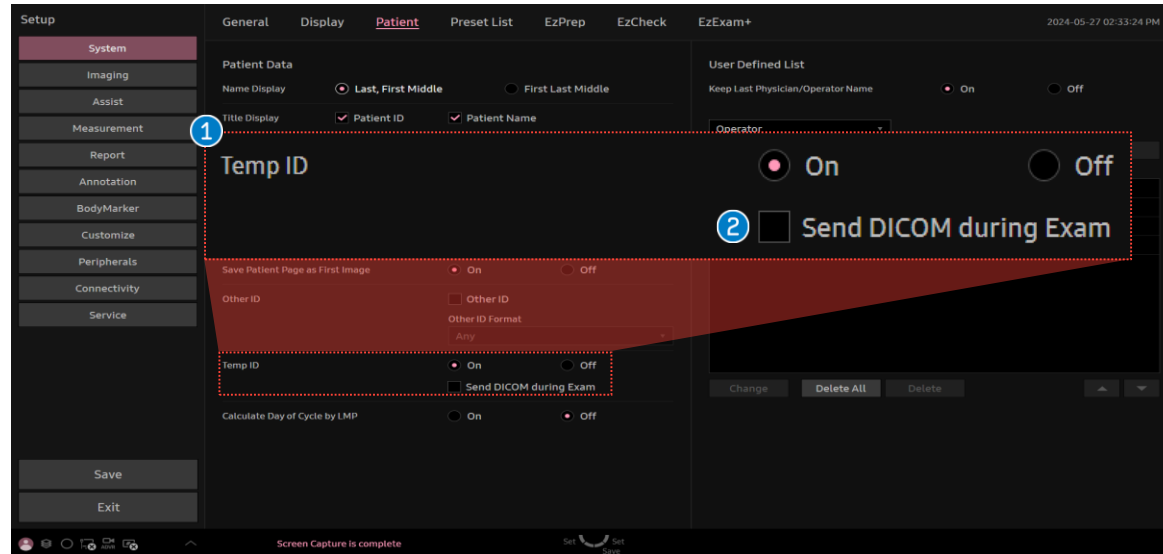 Setup
General Display Patient Preset List EzPrep EzCheck EzExam+ 2024-05-27 02:33:24 PM
System
Imaging
Assist
Measurement
Report
Annotation
BodyMarker
Customize
Peripherals
Connectivity
Service
Save
Exit
Patient Data
Name Display Last, First Middle First Last Middle
Title Display Patient ID Patient Name
1
Temp ID On Off
2 Send DICOM during Exam
Save Patient Page as First Image On Off
Other ID Other ID
Other ID Format
Any
Temp ID On Off
Send DICOM during Exam
Calculate Day of Cycle by LMP On Off
User Defined List
Keep Last Physician/Operator Name On Off
Operator
Change Delete All Delete
Screen Capture is complete
Set Set
Save